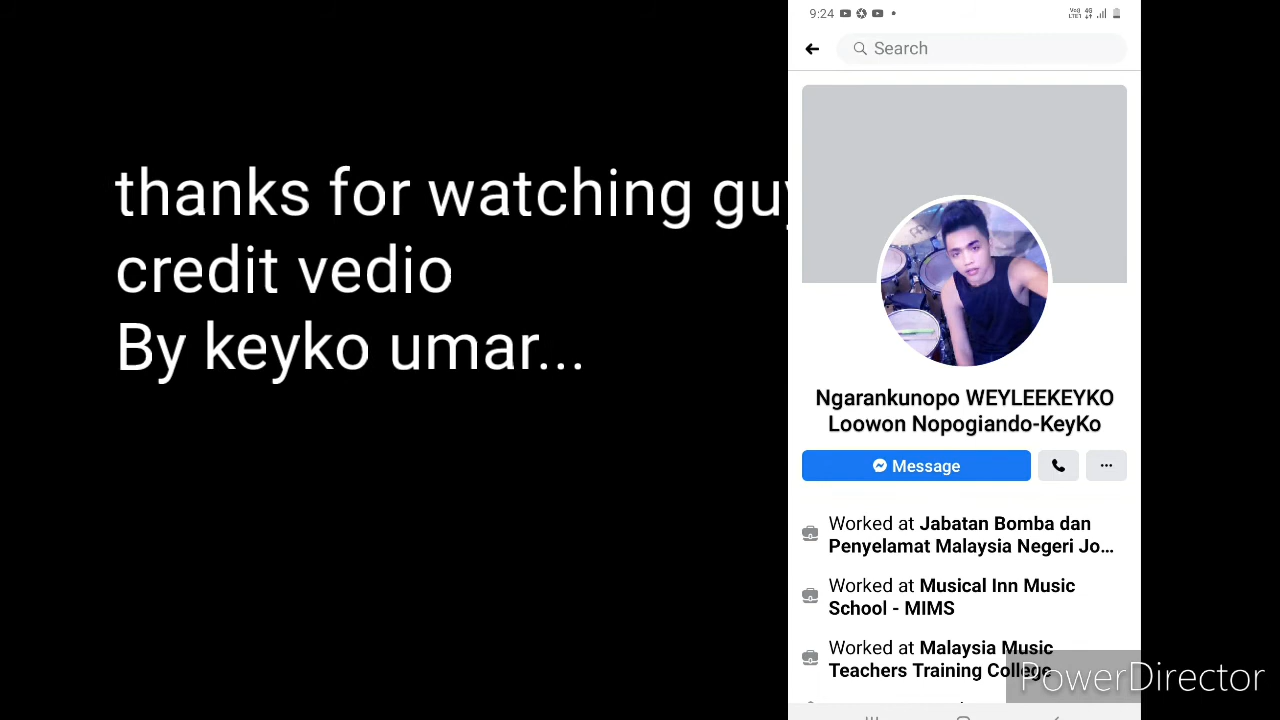 thanks for watching
credit vedio
By keyko umar...
9:24
Search
Ngarankunopo WEYLEEKEYKO
Loowon Nopogiando-KeyKo
Message
Worked at Jabatan Bomba dan
Penyelamat Malaysia Negeri Jo...
Worked at Musical Inn Music
School - MIMS
Worked at Malaysia Music
Teachers Training College
PowerDirector